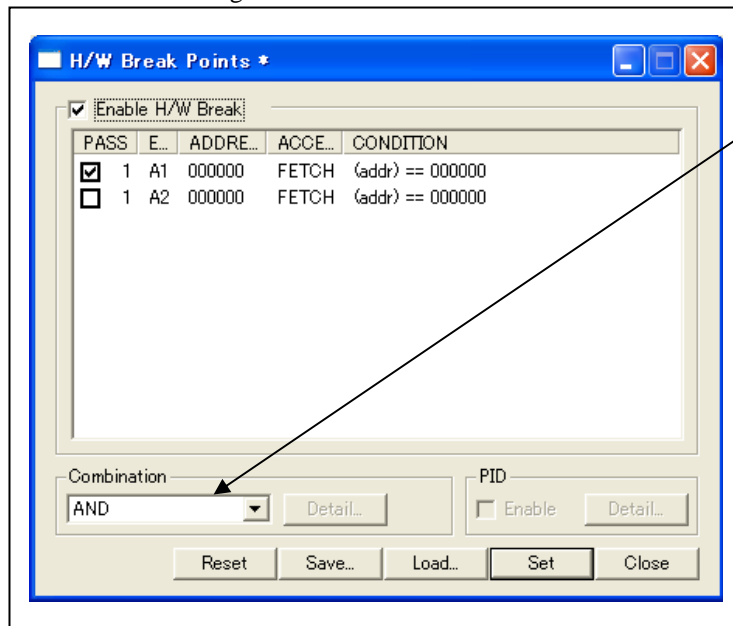 H/W Break Points *
Enable H/W Break
PASS E... ADDRE... ACCE... CONDITION
1 A1 000000 FETCH (addr) == 000000
1 A2 000000 FETCH (addr) == 000000
Combination
AND
Detail...
PID
Enable
Detail...
Reset Save... Load... Set Close